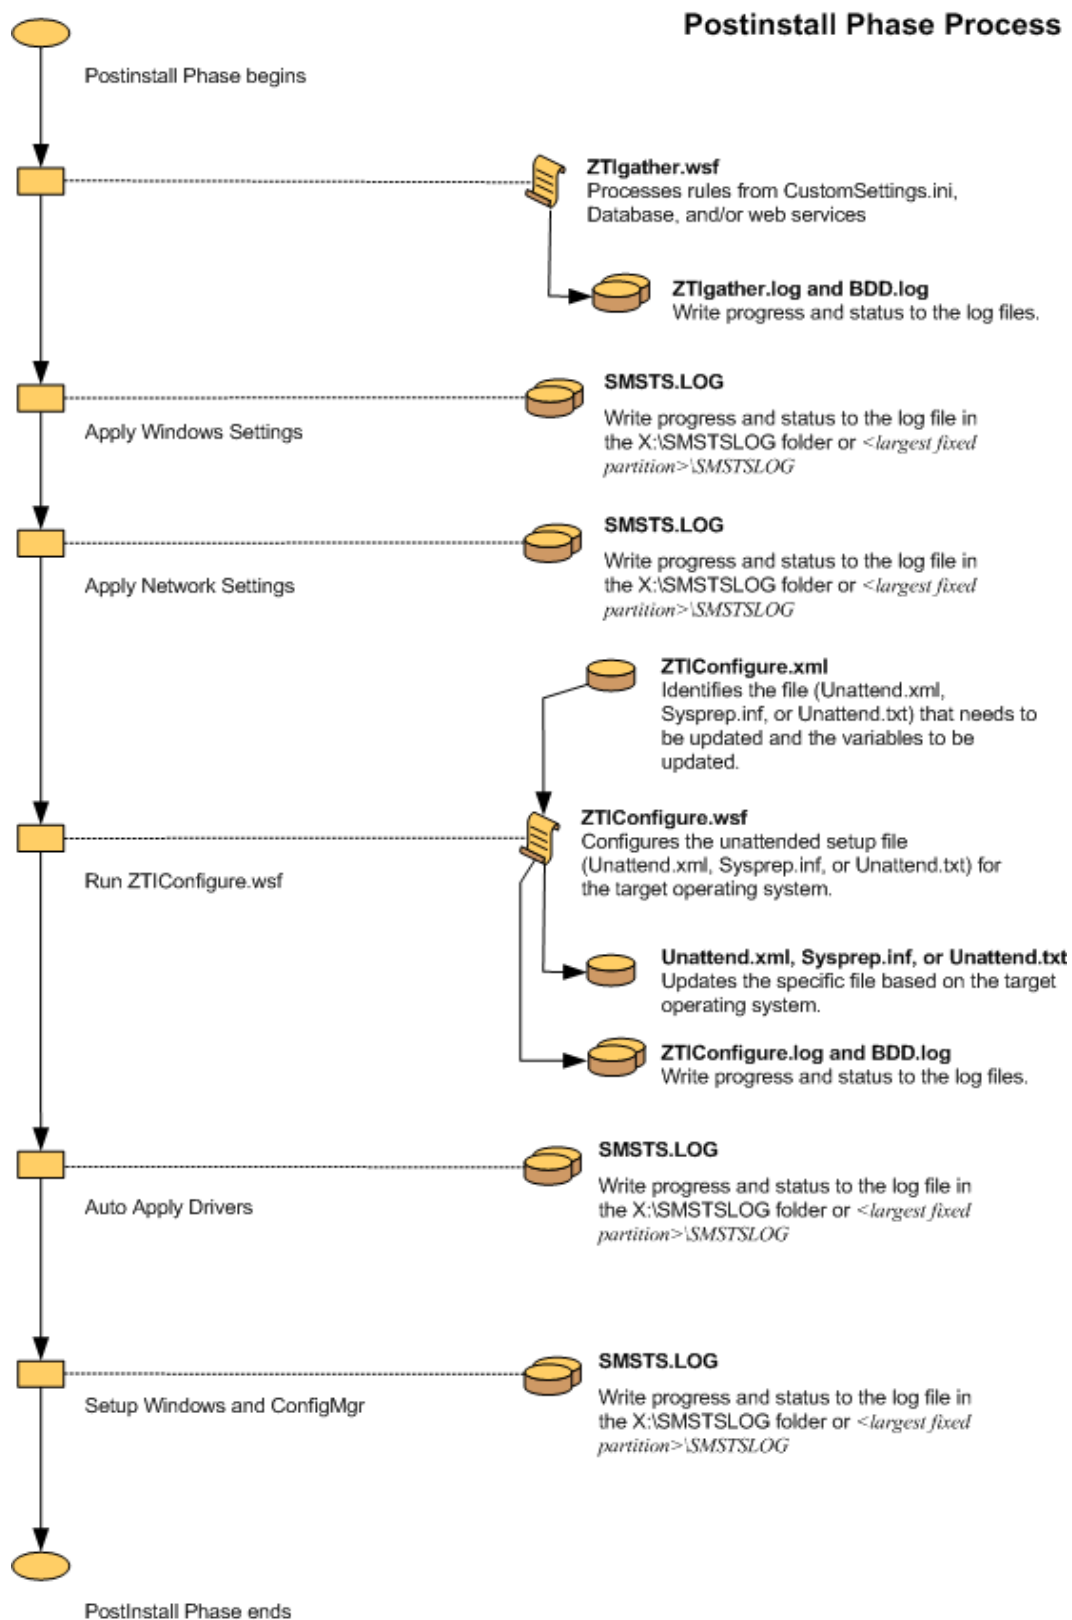 Postinstall Phase Process
Postinstall Phase begins
ZTIgather.wsf
Processes rules from CustomSettings.ini,
Database, and/or web services
ZTIgather.log and BDD.log
Write progress and status to the log files.
Apply Windows Settings
SMSTS.LOG
Write progress and status to the log file in
the X:\SMSTSLOG folder or <largest fixed
partition>\SMSTSLOG
Apply Network Settings
SMSTS.LOG
Write progress and status to the log file in
the X:\SMSTSLOG folder or <largest fixed
partition>\SMSTSLOG
ZTIConfigure.xml
Identifies the file (Unattend.xml,
Sysprep.inf, or Unattend.txt) that needs to
be updated and the variables to be
updated.
Run ZTIConfigure.wsf
ZTIConfigure.wsf
Configures the unattended setup file
(Unattend.xml, Sysprep.inf, or Unattend.txt) for
the target operating system.
Unattend.xml, Sysprep.inf, or Unattend.txt
Updates the specific file based on the target
operating system.
ZTIConfigure.log and BDD.log
Write progress and status to the log files.
Auto Apply Drivers
SMSTS.LOG
Write progress and status to the log file in
the X:\SMSTSLOG folder or <largest fixed
partition>\SMSTSLOG
Setup Windows and ConfigMgr
SMSTS.LOG
Write progress and status to the log file in
the X:\SMSTSLOG folder or <largest fixed
partition>\SMSTSLOG
PostInstall Phase ends